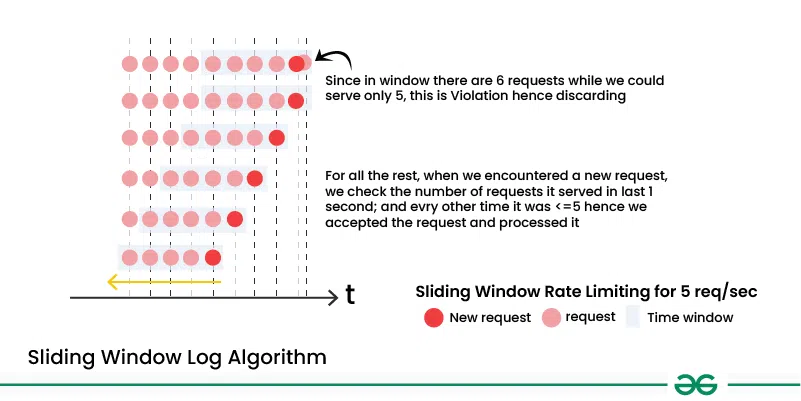 Since in window there are 6 requests while we could
serve only 5, this is Violation hence discarding
For all the rest, when we encountered a new request,
we check the number of requests it served in last 1
second; and evry other time it was <=5 hence we
accepted the request and processed it
t
Sliding Window Rate Limiting for 5 req/sec
New request
request
Time window
Sliding Window Log Algorithm